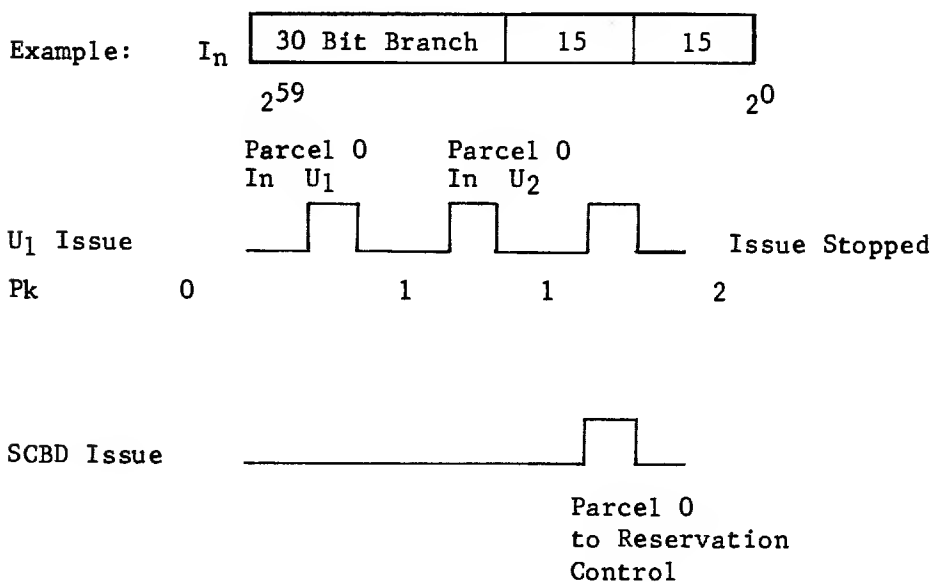 Example: In 30 Bit Branch 15 15
2^59 2^0
Parcel 0 Parcel 0
In U1 In U2
U1 Issue Issue Stopped
Pk 0 1 1 2
SCBD Issue
Parcel 0
to Reservation
Control